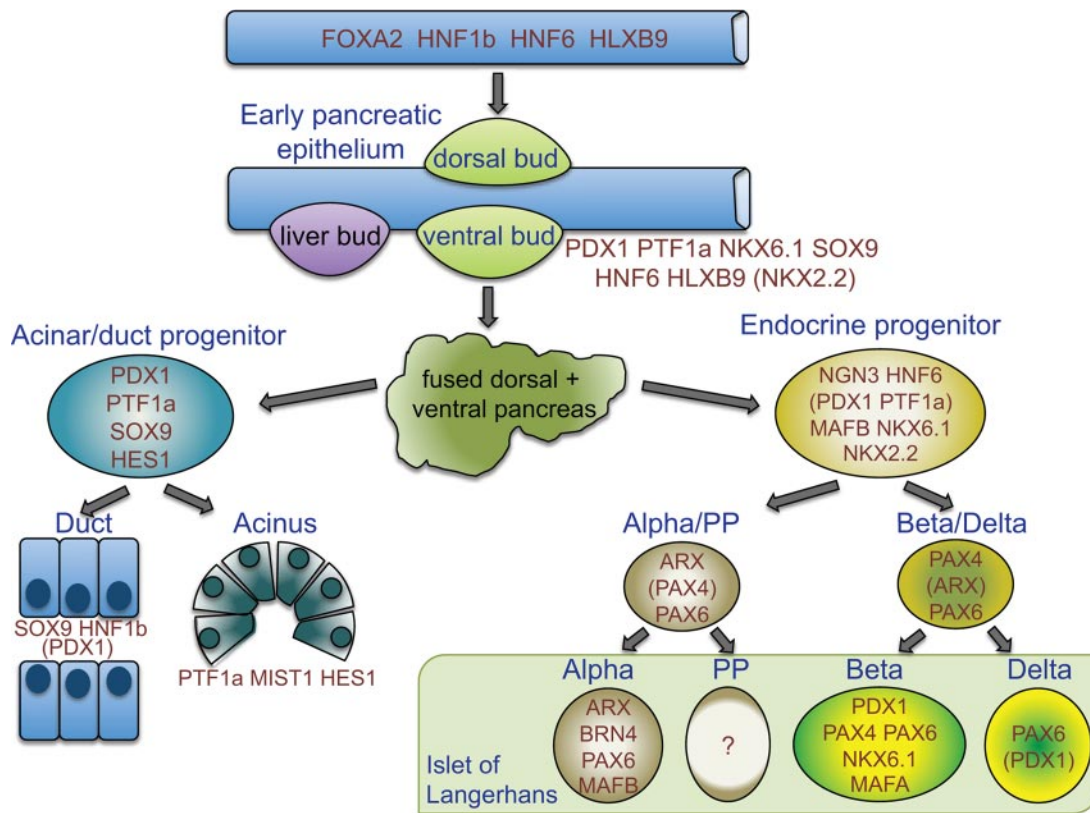 FOXA2 HNF1b HNF6 HLXB9
Early pancreatic
epithelium
dorsal bud
liver bud
ventral bud
PDX1 PTF1a NKX6.1 SOX9
HNF6 HLXB9 (NKX2.2)
Acinar/duct progenitor
PDX1
PTF1a
SOX9
HES1
fused dorsal +
ventral pancreas
Endocrine progenitor
NGN3 HNF6
(PDX1 PTF1a)
MAFB NKX6.1
NKX2.2
Duct
SOX9 HNF1b
(PDX1)
Acinus
PTF1a MIST1 HES1
Alpha/PP
ARX
(PAX4)
PAX6
Beta/Delta
PAX4
(ARX)
PAX6
Alpha
ARX
BRN4
PAX6
MAFB
PP
?
Beta
PDX1
PAX4 PAX6
NKX6.1
MAFA
Delta
PAX6
(PDX1)
Islet of
Langerhans